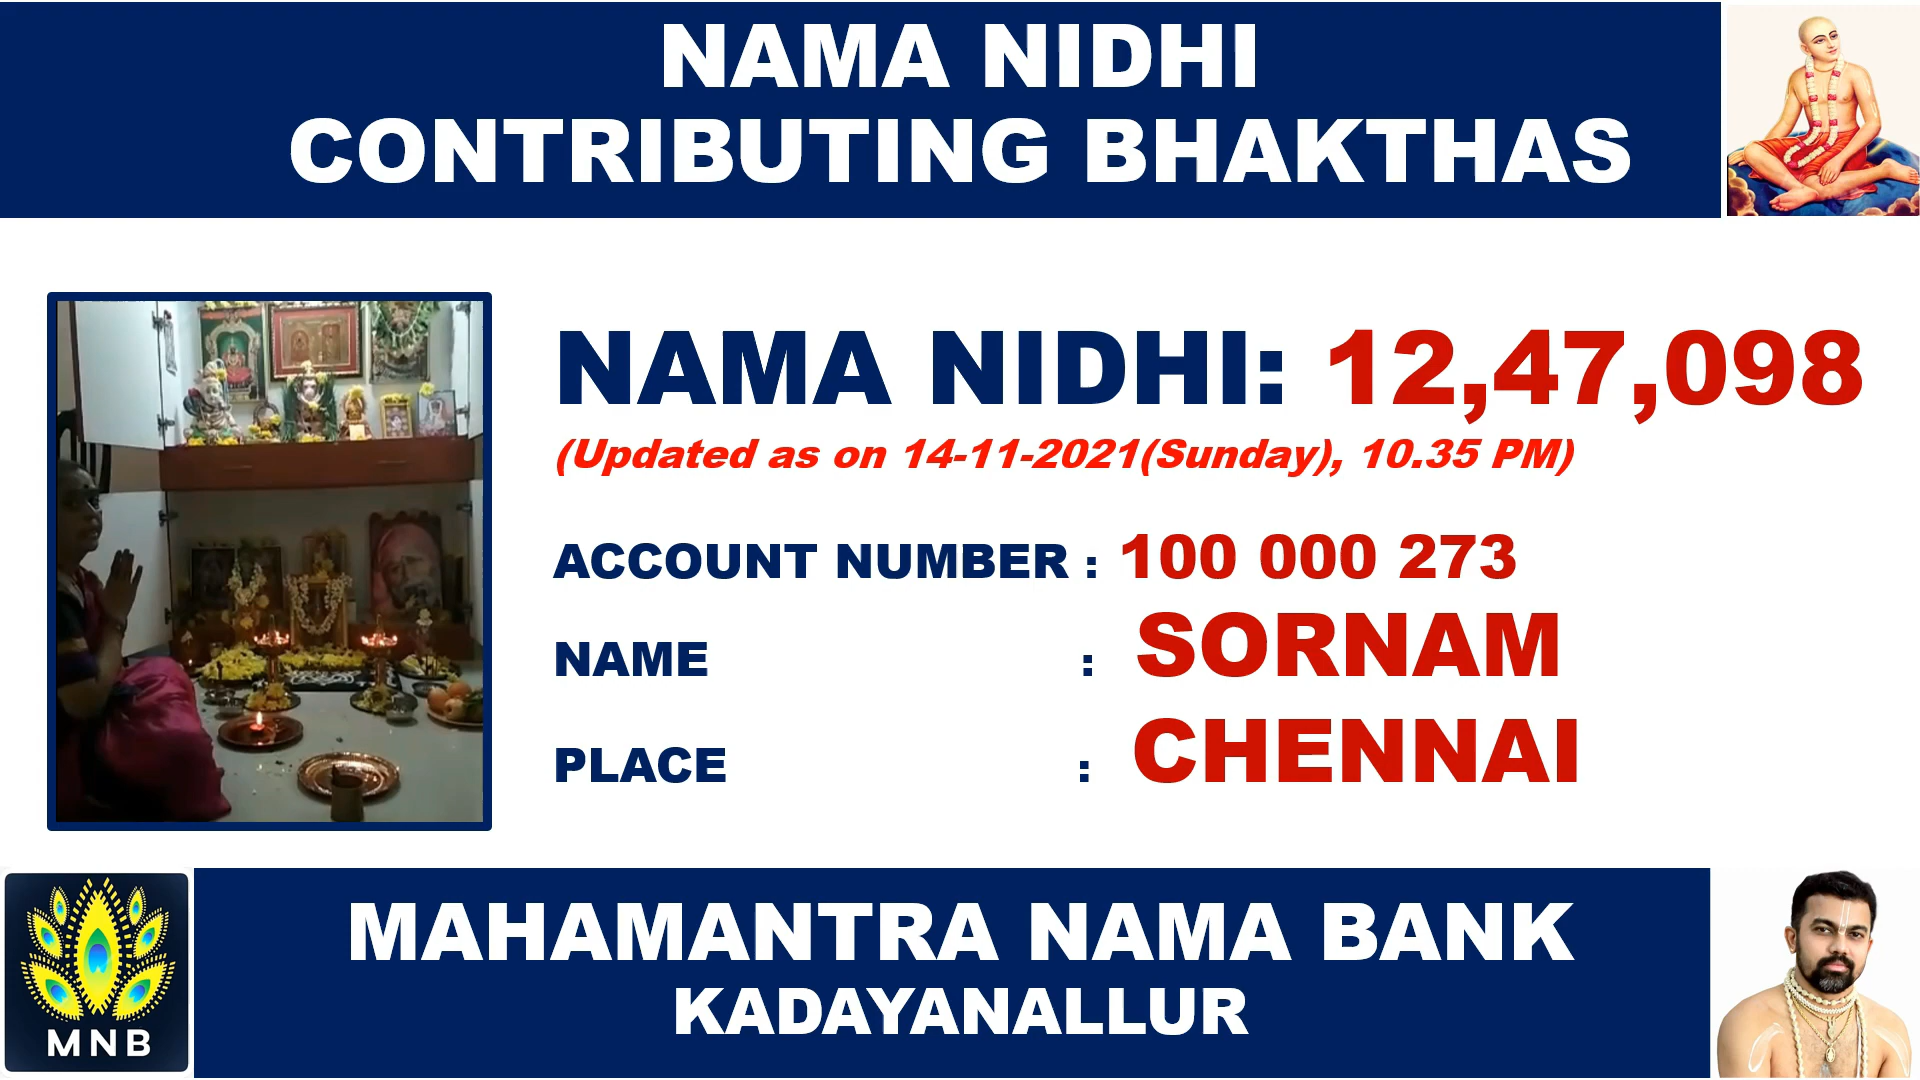 NAMA NIDHI
CONTRIBUTING BHAKTHAS
NAMA NIDHI: 12,47,098
(Updated as on 14-11-2021(Sunday), 10.35 PM)
ACCOUNT NUMBER : 100 000 273
NAME : SORNAM
PLACE : CHENNAI
MAHAMANTRA NAMA BANK
KADAYANALLUR
MNB